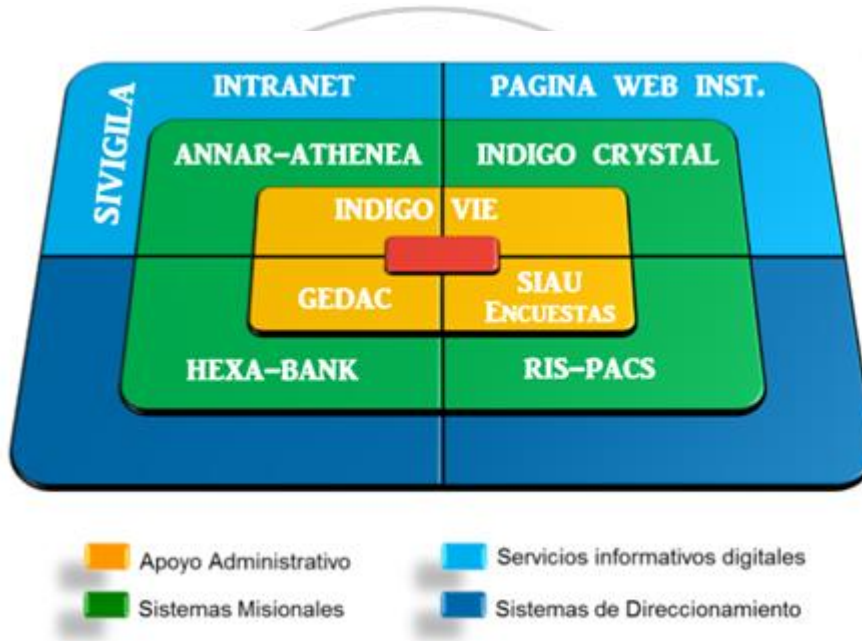 INTRANET
PAGINA WEB INST.
SIVIGILA
ANNAR-ATHENEA
INDIGO CRYSTAL
INDIGO VIE
GEDAC
SIAU
ENCUESTAS
HEXA-BANK
RIS-PACS
Apoyo Administrativo
Servicios informativos digitales
Sistemas Misionales
Sistemas de Direccionamiento